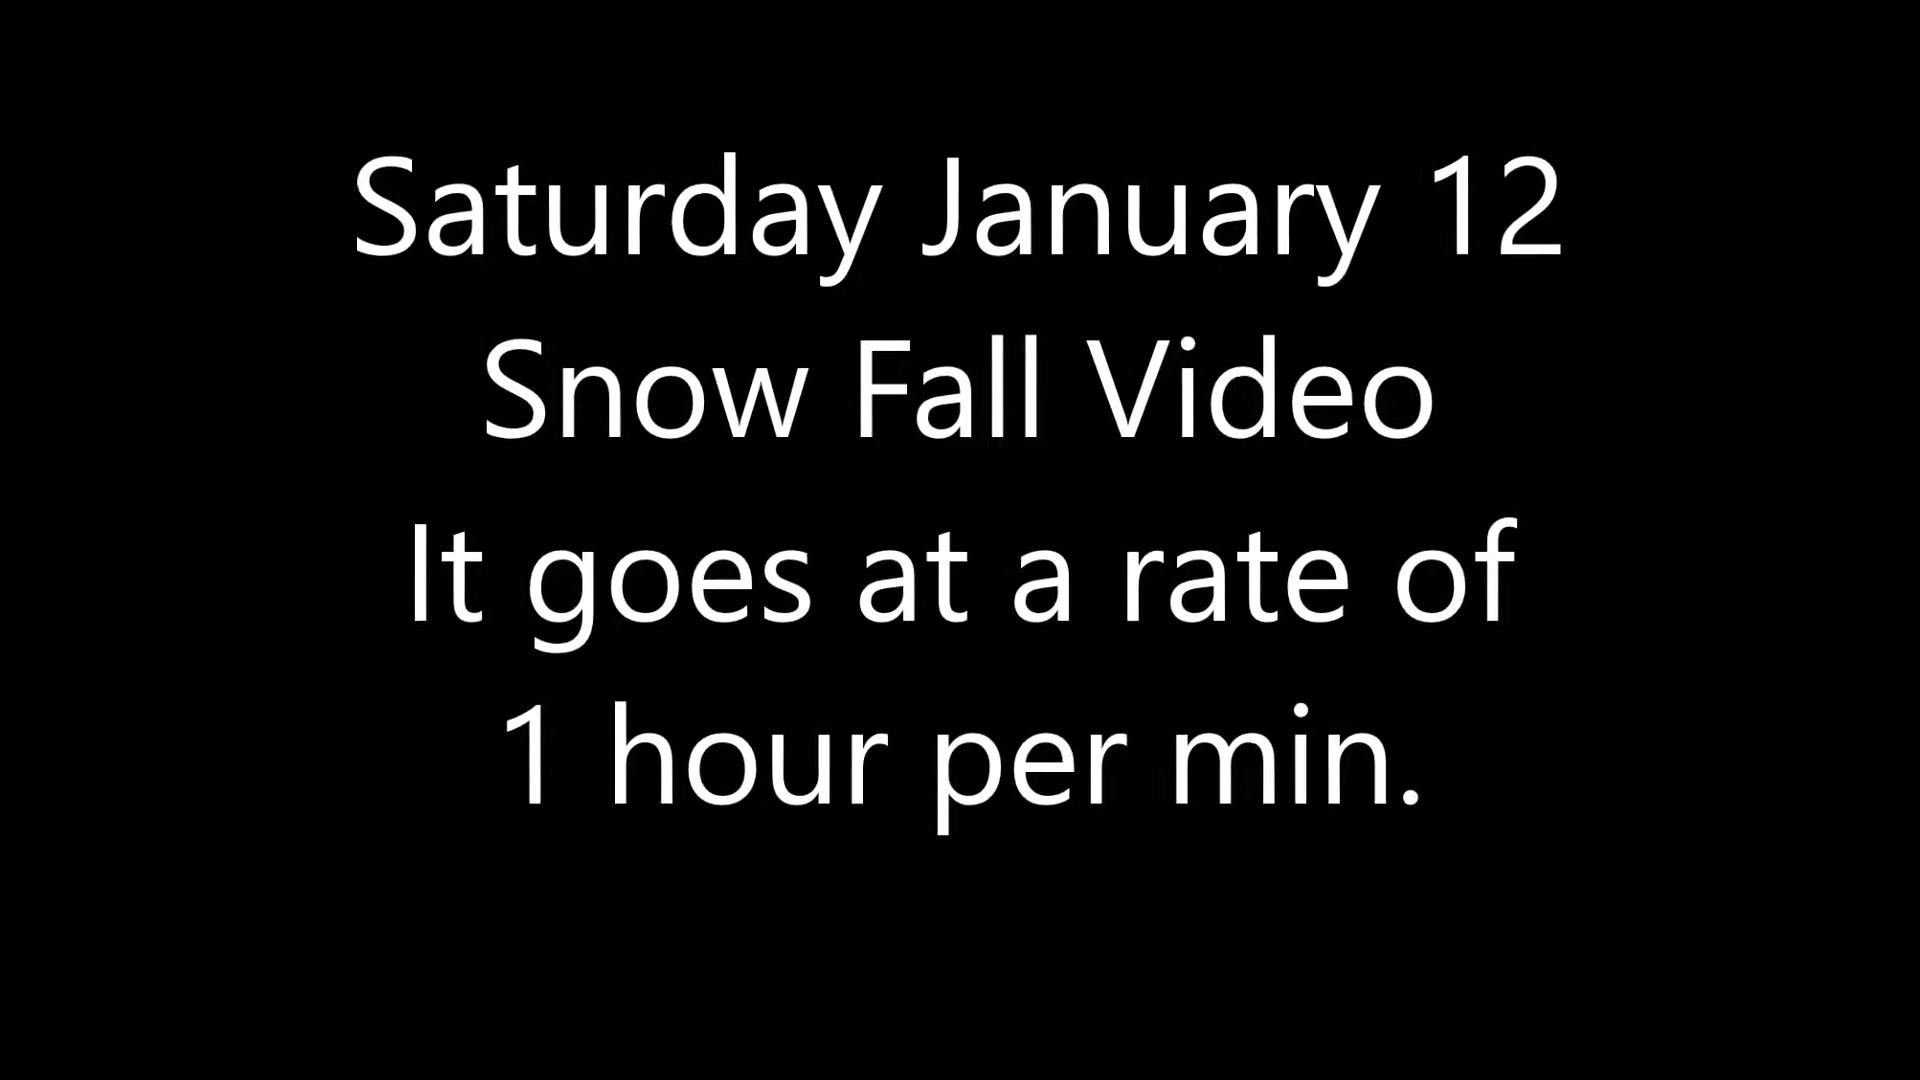 Saturday January 12
Snow Fall Video
It goes at a rate of
1 hour per min.